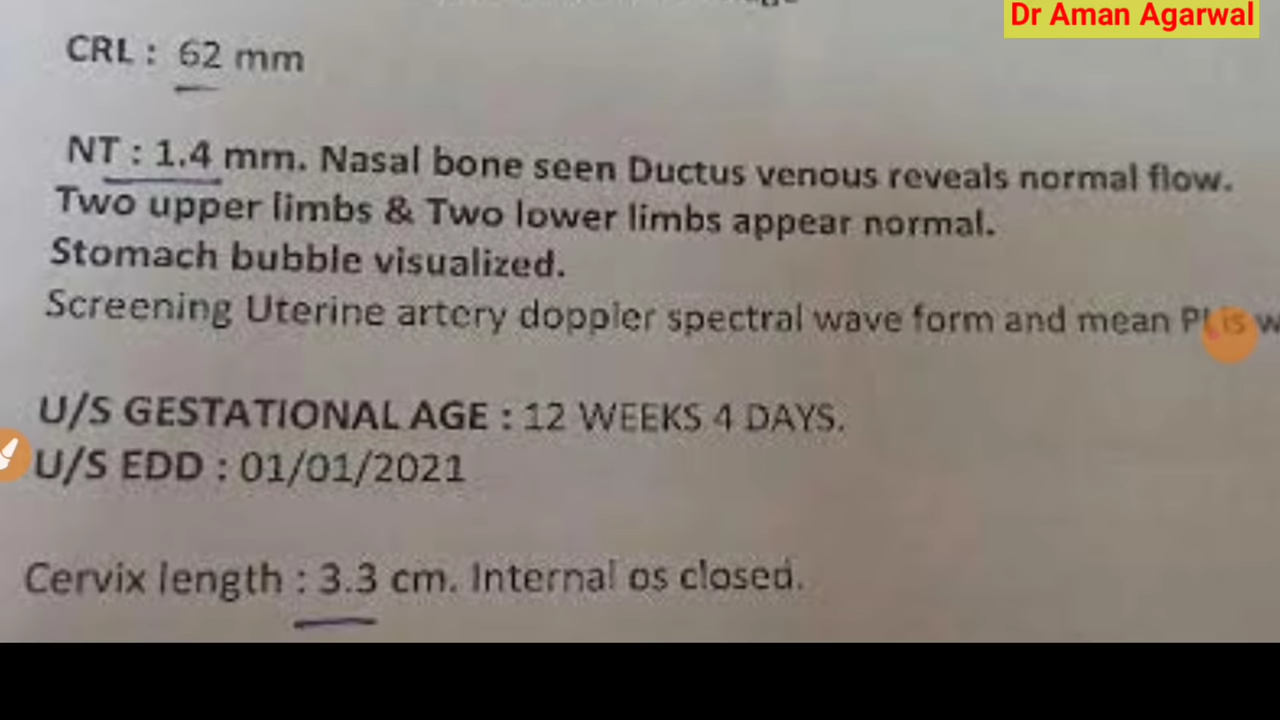 Dr Aman Agarwal
CRL : 62 mm
NT : 1.4 mm. Nasal bone seen Ductus venous reveals normal flow.
Two upper limbs & Two lower limbs appear normal.
Stomach bubble visualized.
Screening Uterine artery doppler spectral wave form and mean PI is
U/S GESTATIONAL AGE : 12 WEEKS 4 DAYS.
U/S EDD : 01/01/2021
Cervix length : 3.3 cm. Internal os closed.